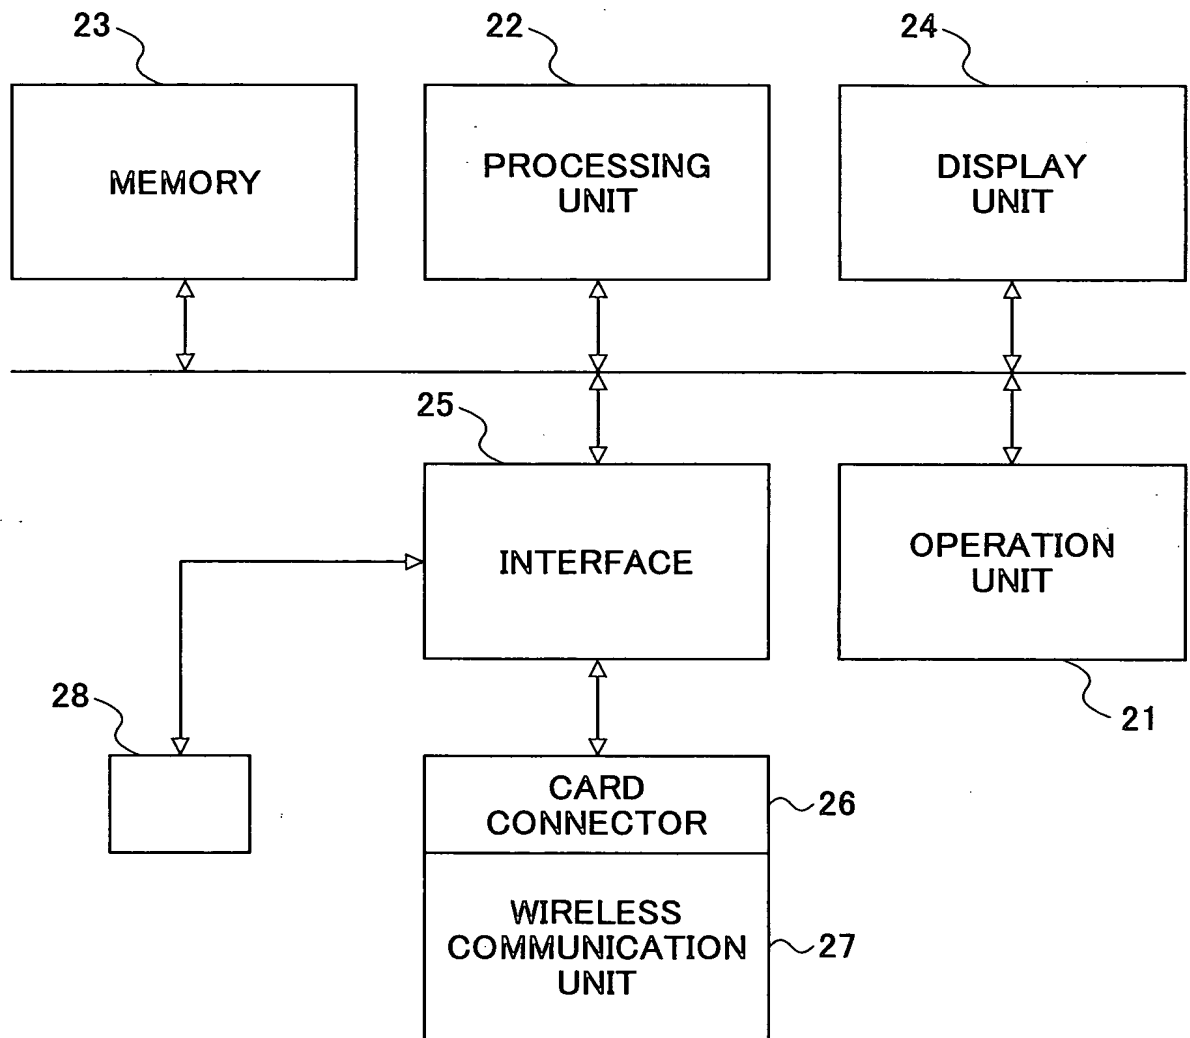 23
22
24
MEMORY
PROCESSING
UNIT
DISPLAY
UNIT
25
INTERFACE
OPERATION
UNIT
28
21
CARD
CONNECTOR
26
WIRELESS
COMMUNICATION
UNIT
27